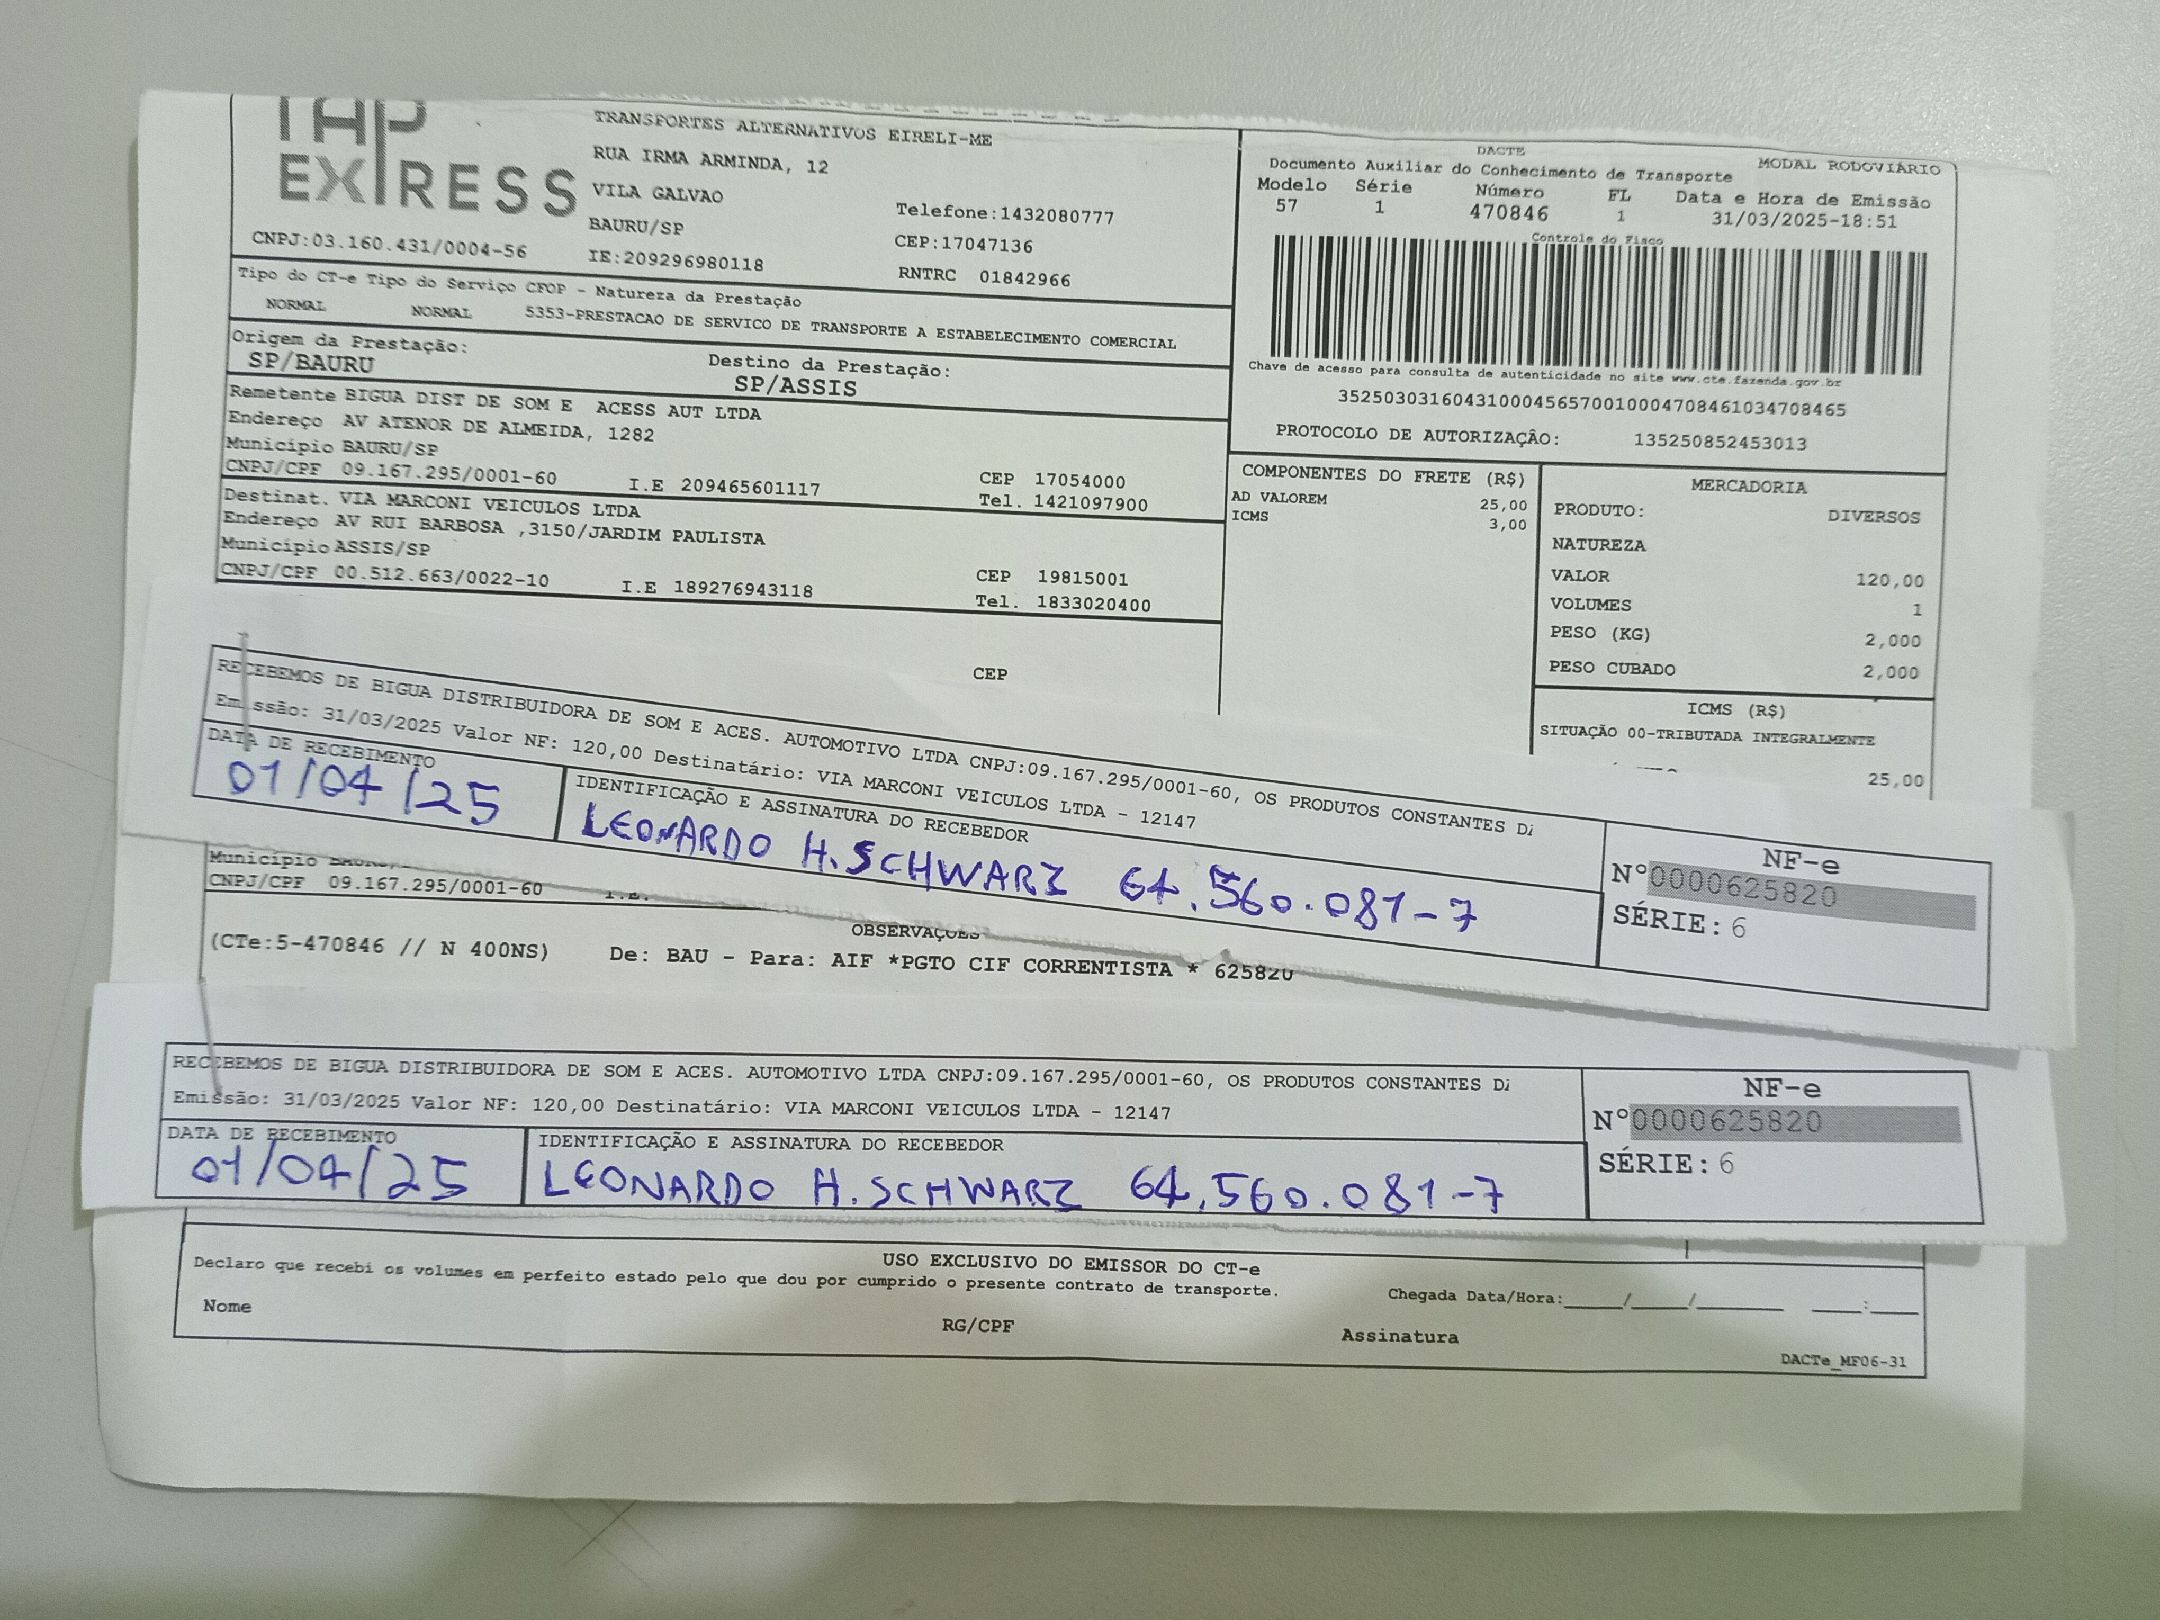 TAP
EXPRESS
TRANSPORTES ALTERNATIVOS EIRELI-ME
RUA IRMA ARMINDA, 12
VILA GALVAO
BAURU/SP
Telefone:1432080777
CEP:17047136
CNPJ:03.160.431/0004-56
IE:209296980118
RNTRC 01842966
DACTE
MODAL RODOVIÁRIO
Documento Auxiliar do Conhecimento de Transporte
Modelo Série Número FL Data e Hora de Emissão
57 1 470846 1 31/03/2025-18:51
Controle do Fisco
Chave de acesso para consulta de autenticidade no site www.cte.fazenda.gov.br
35250303160431000456570010004708461034708465
PROTOCOLO DE AUTORIZAÇÃO: 135250852453013
Tipo do CT-e Tipo do Serviço CFOP - Natureza da Prestação
NORMAL NORMAL 5353-PRESTACAO DE SERVICO DE TRANSPORTE A ESTABELECIMENTO COMERCIAL
Origem da Prestação: Destino da Prestação:
SP/BAURU SP/ASSIS
Remetente BIGUA DIST DE SOM E ACESS AUT LTDA
Endereço AV ATENOR DE ALMEIDA, 1282
Município BAURU/SP CEP 17054000
CNPJ/CPF 09.167.295/0001-60 I.E 209465601117 Tel. 1421097900
Destinat. VIA MARCONI VEICULOS LTDA
Endereço AV RUI BARBOSA ,3150/JARDIM PAULISTA
Município ASSIS/SP CEP 19815001
CNPJ/CPF 00.512.663/0022-10 I.E 189276943118 Tel. 1833020400
CEP
COMPONENTES DO FRETE (R$)
AD VALOREM 25,00
ICMS 3,00
MERCADORIA
PRODUTO: DIVERSOS
NATUREZA
VALOR 120,00
VOLUMES 1
PESO (KG) 2,000
PESO CUBADO 2,000
ICMS (R$)
SITUAÇÃO 00-TRIBUTADA INTEGRALMENTE
25,00
RECEBEMOS DE BIGUA DISTRIBUIDORA DE SOM E ACES. AUTOMOTIVO LTDA CNPJ:09.167.295/0001-60, OS PRODUTOS CONSTANTES DA
Emissão: 31/03/2025 Valor NF: 120,00 Destinatário: VIA MARCONI VEICULOS LTDA - 12147
DATA DE RECEBIMENTO
01/04/25
IDENTIFICAÇÃO E ASSINATURA DO RECEBEDOR
LEONARDO H. SCHWARZ 64.560.081-7
NF-e
Nº0000625820
SÉRIE: 6
Município
CNPJ/CPF 09.167.295/0001-60 I.E.
OBSERVAÇÕES
(CTe:5-470846 // N 400NS) De: BAU - Para: AIF *PGTO CIF CORRENTISTA * 625820
RECEBEMOS DE BIGUA DISTRIBUIDORA DE SOM E ACES. AUTOMOTIVO LTDA CNPJ:09.167.295/0001-60, OS PRODUTOS CONSTANTES DA
Emissão: 31/03/2025 Valor NF: 120,00 Destinatário: VIA MARCONI VEICULOS LTDA - 12147
DATA DE RECEBIMENTO
01/04/25
IDENTIFICAÇÃO E ASSINATURA DO RECEBEDOR
LEONARDO H. SCHWARZ 64.560.081-7
NF-e
Nº0000625820
SÉRIE: 6
USO EXCLUSIVO DO EMISSOR DO CT-e
Declaro que recebi os volumes em perfeito estado pelo que dou por cumprido o presente contrato de transporte.
Chegada Data/Hora:_____/_____/________ _____:_____
Nome RG/CPF Assinatura
DACTe_MF06-31